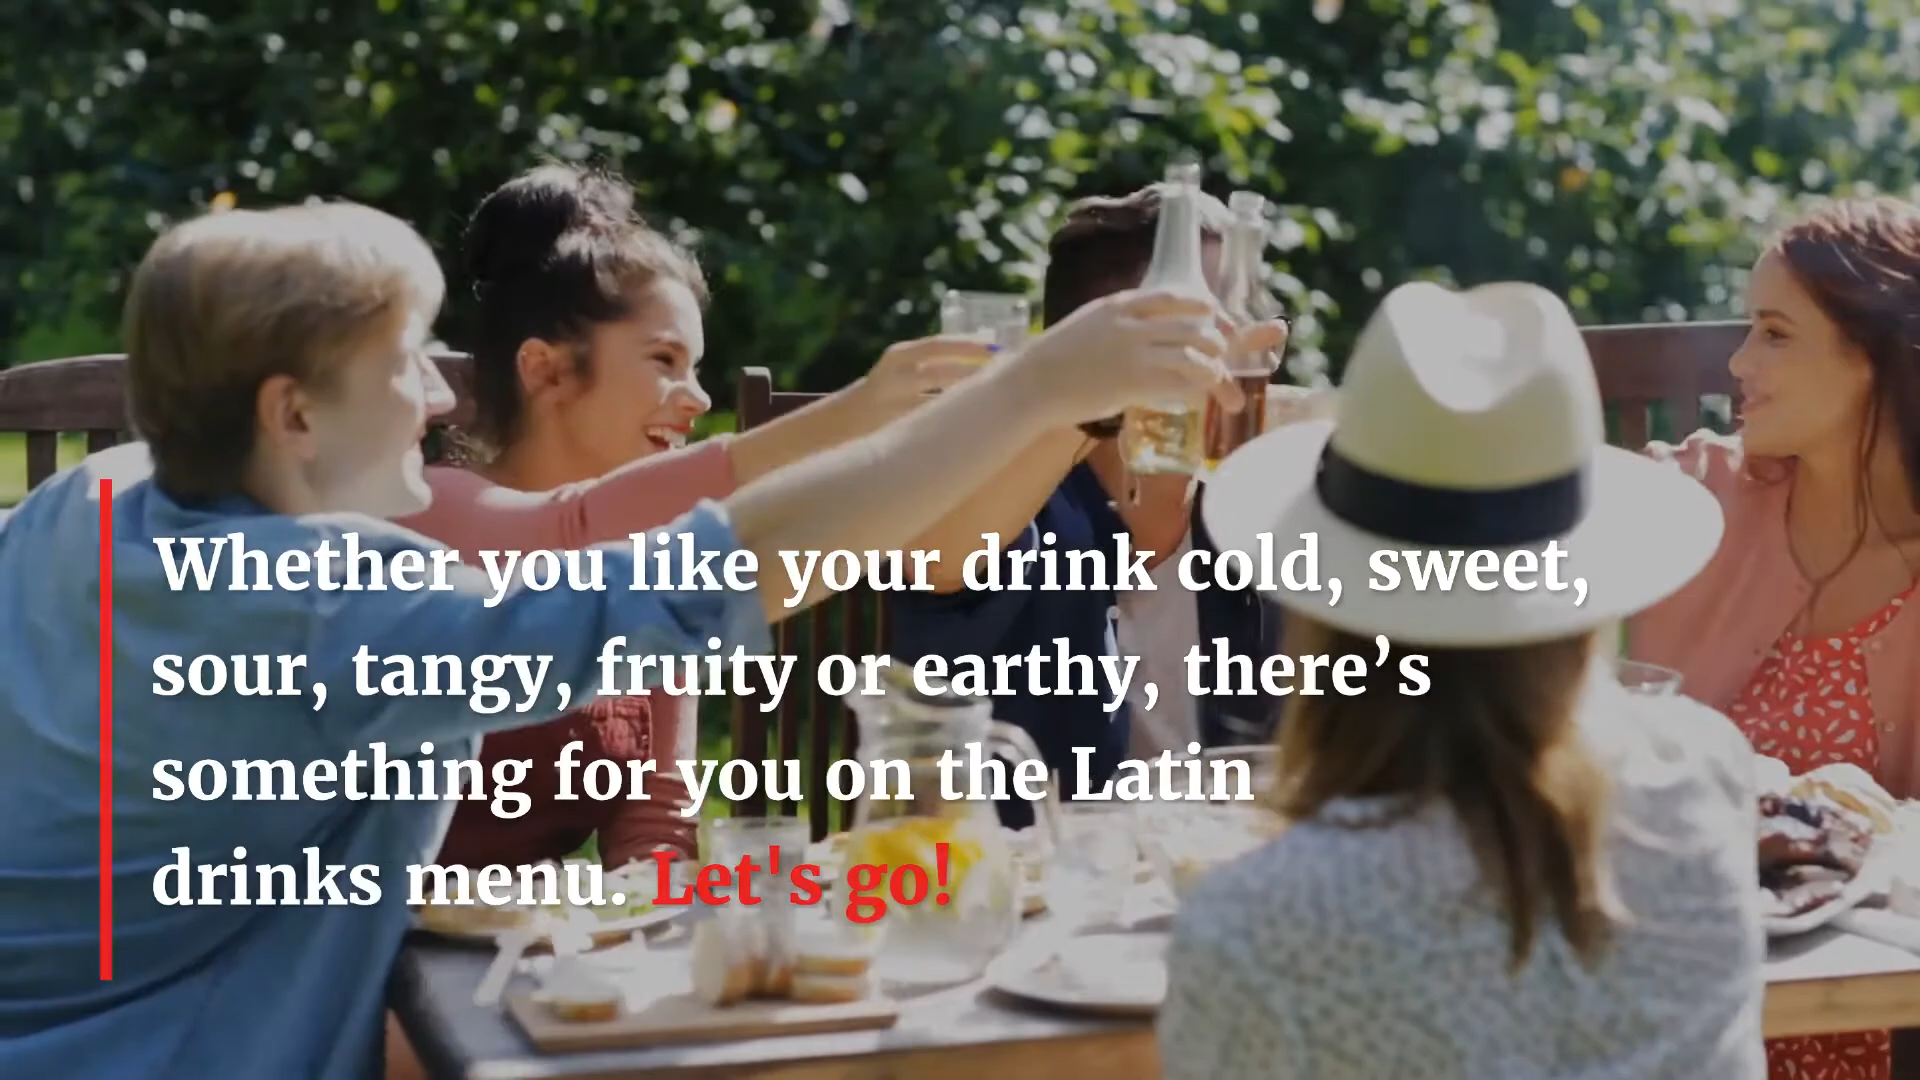 Whether you like your drink cold, sweet,
sour, tangy, fruity or earthy, there’s
something for you on the Latin
drinks menu. Let's go!